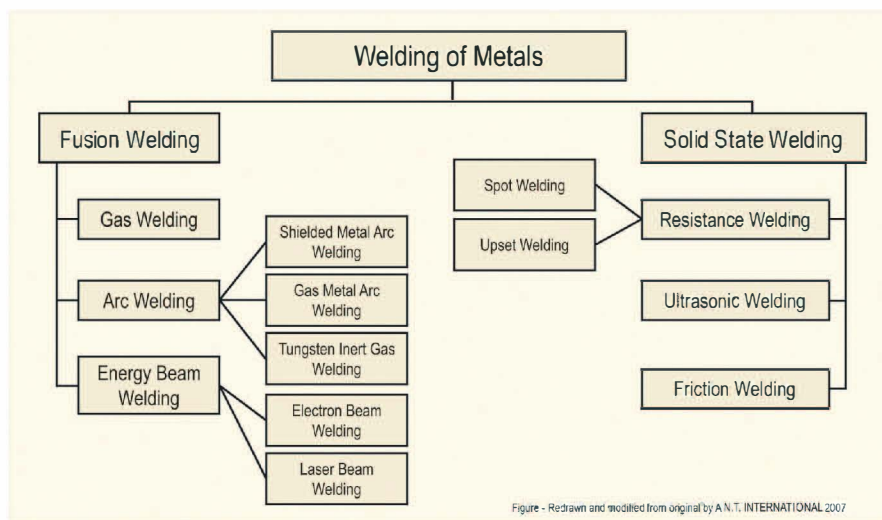 Welding of Metals
Fusion Welding
Solid State Welding
Gas Welding
Arc Welding
Energy Beam
Welding
Shielded Metal Arc
Welding
Gas Metal Arc
Welding
Tungsten Inert Gas
Welding
Electron Beam
Welding
Laser Beam
Welding
Spot Welding
Upset Welding
Resistance Welding
Ultrasonic Welding
Friction Welding
Figure - Redrawn and modified from original by A.N.T. INTERNATIONAL 2007